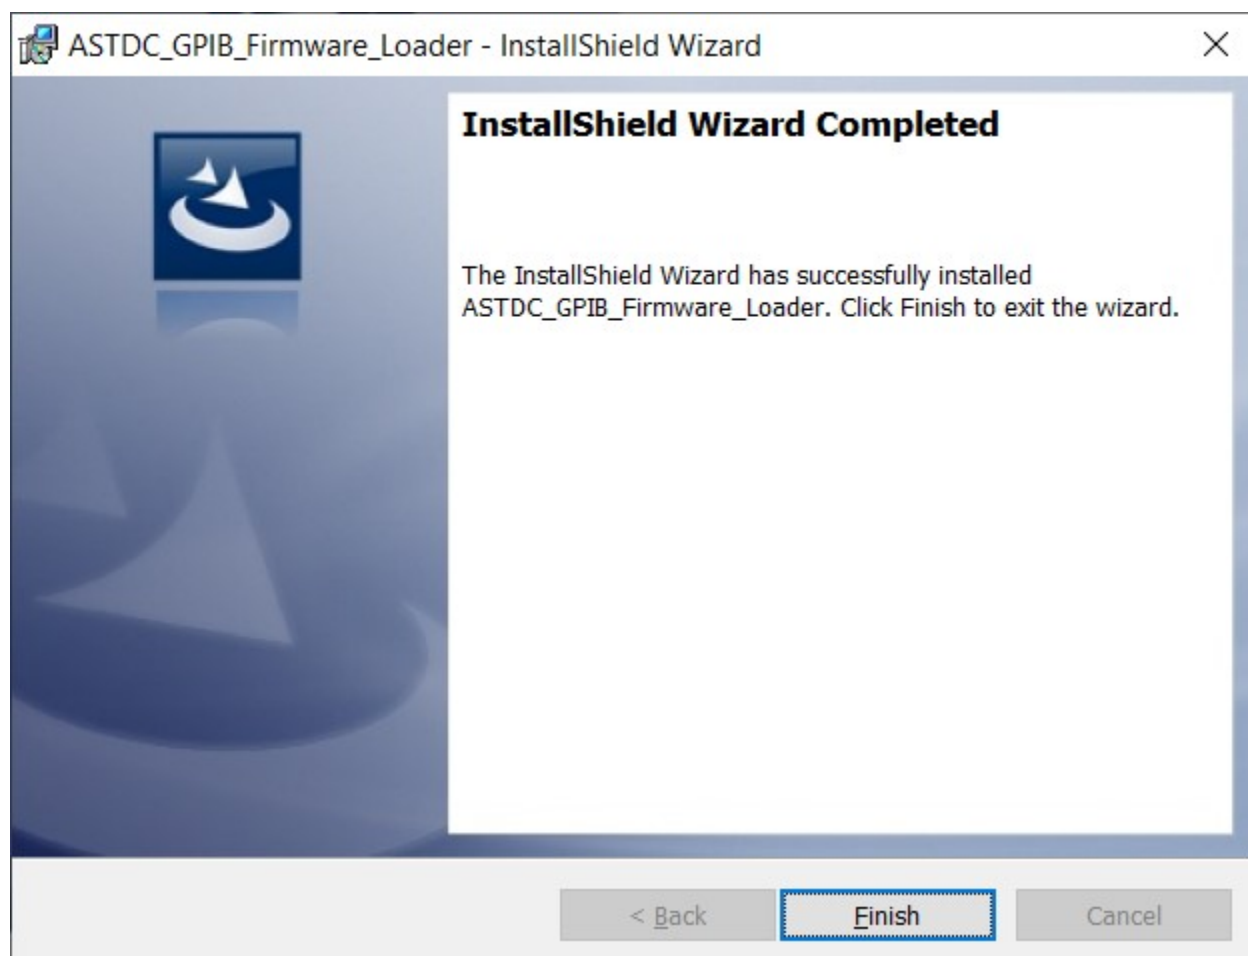 ASTDC_GPIB_Firmware_Loader - InstallShield Wizard
InstallShield Wizard Completed
The InstallShield Wizard has successfully installed
ASTDC_GPIB_Firmware_Loader. Click Finish to exit the wizard.
< Back
Finish
Cancel